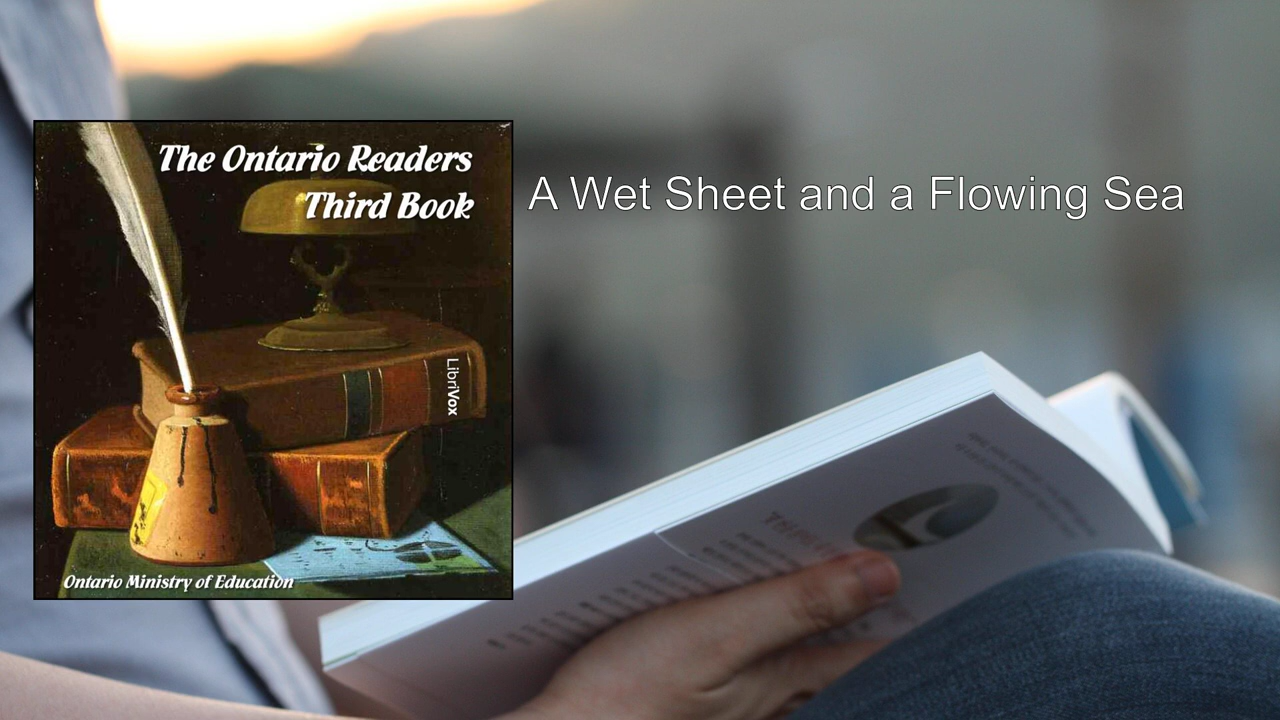 The Ontario Readers
Third Book
A Wet Sheet and a Flowing Sea
LibriVox
Ontario Ministry of Education